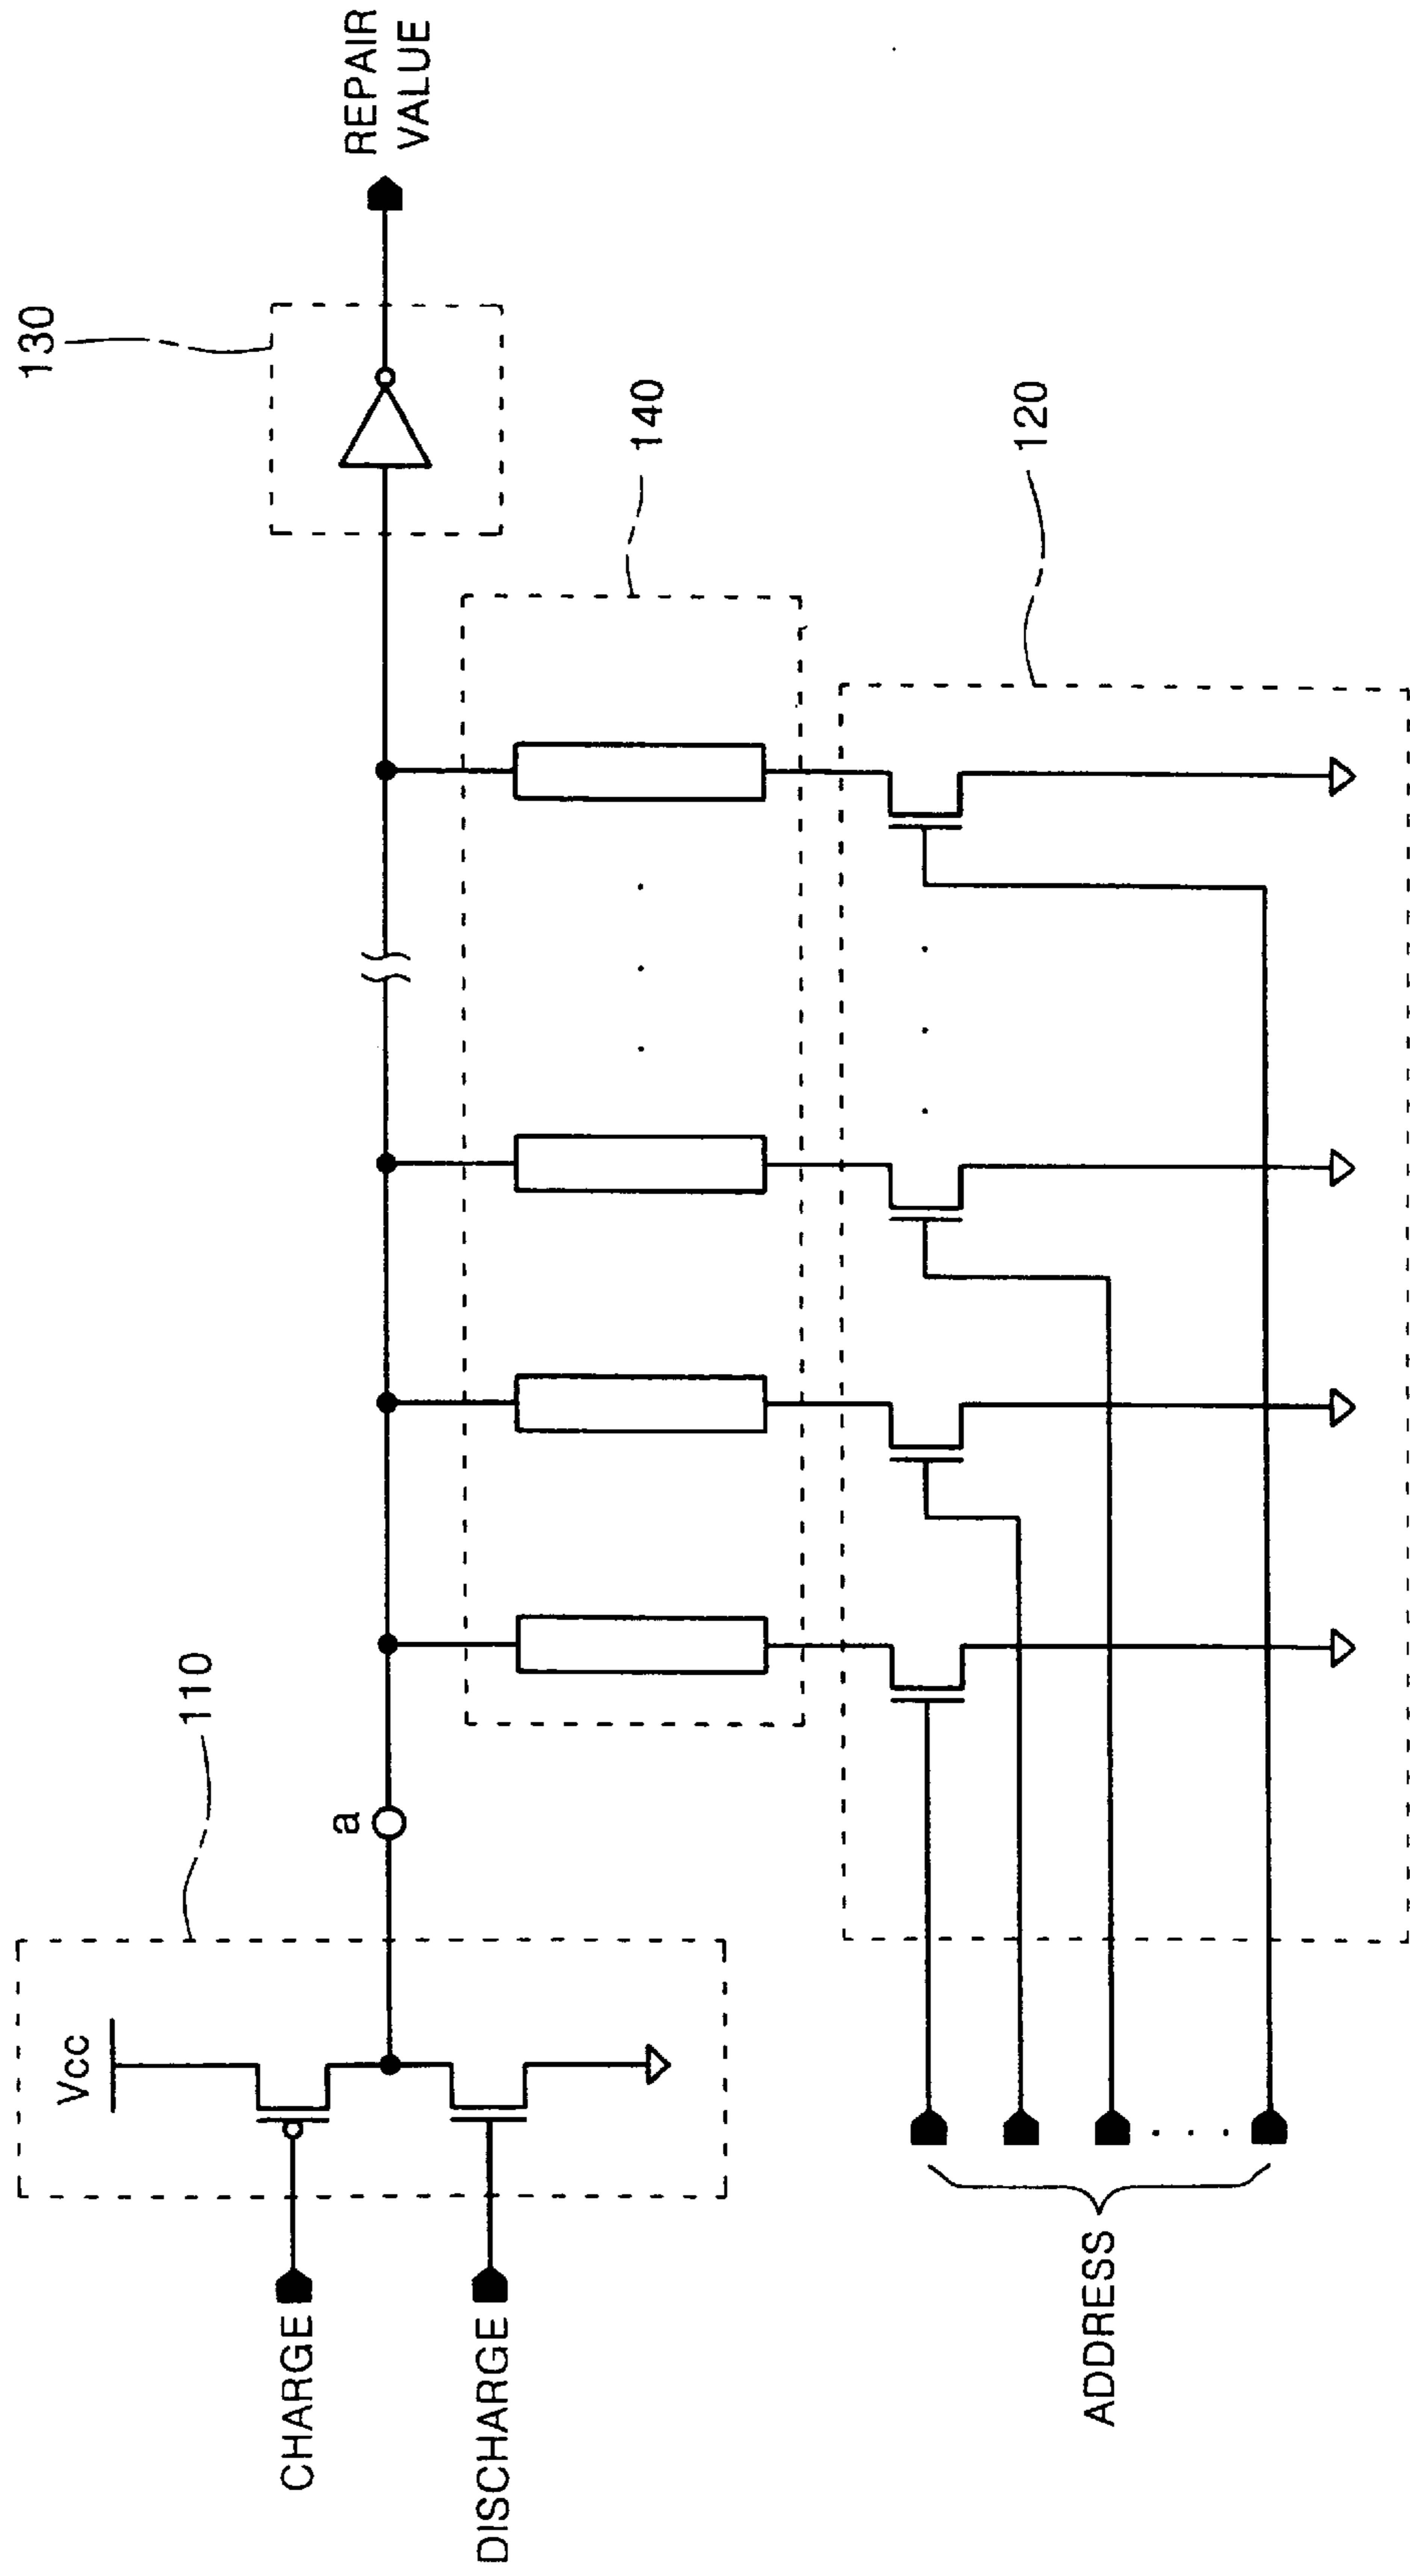 CHARGE
DISCHARGE
Vcc
110
a
140
130
REPAIR
VALUE
120
ADDRESS